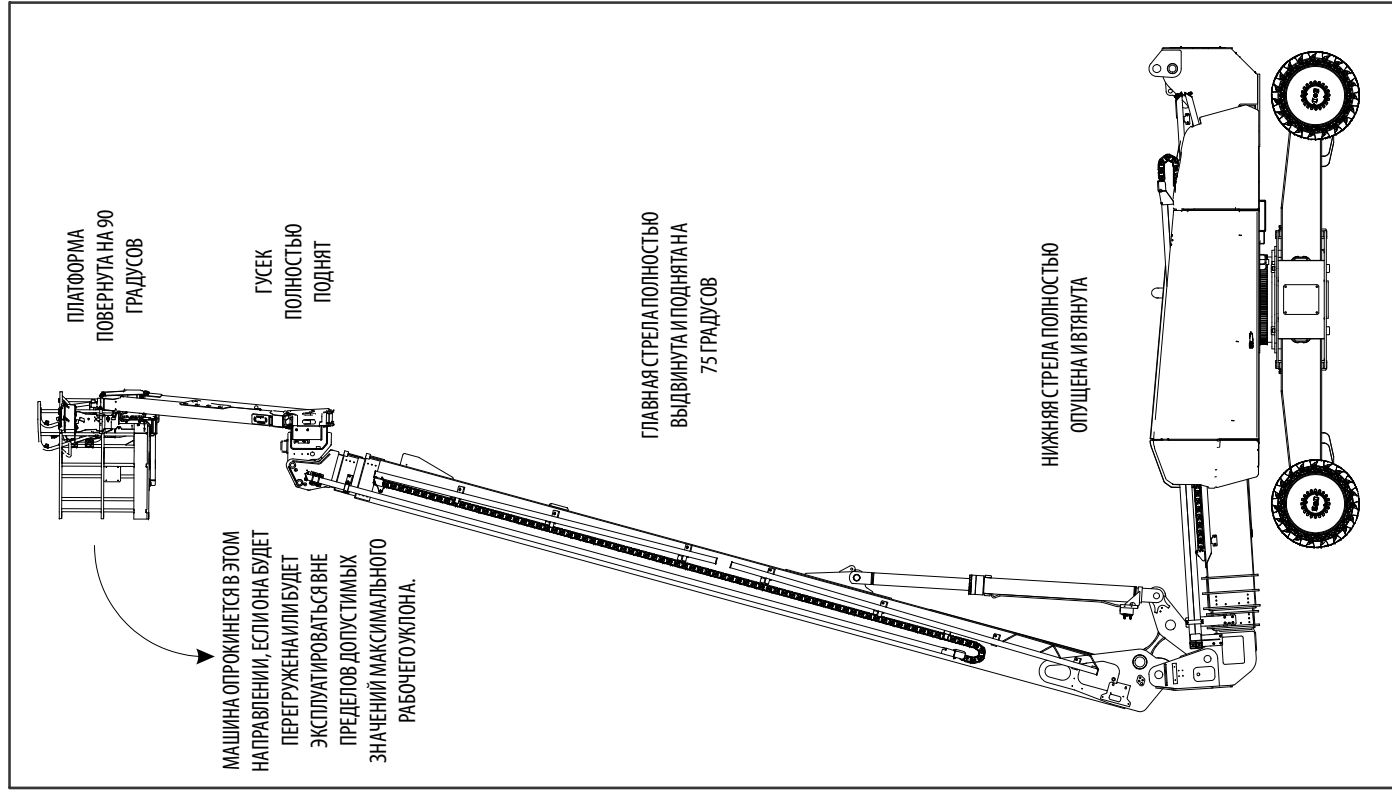 ПЛАТФОРМА
ПОВЕРНУТА НА 90
ГРАДУСОВ
ГУСЕК
ПОЛНОСТЬЮ
ПОДНЯТ
ГЛАВНАЯ СТРЕЛА ПОЛНОСТЬЮ
ВЫДВИНУТА И ПОДНЯТА НА
75 ГРАДУСОВ
НИЖНЯЯ СТРЕЛА ПОЛНОСТЬЮ
ОПУЩЕНА И ВТЯНУТА
МАШИНА ОПРОКИНЕТСЯ В ЭТОМ
НАПРАВЛЕНИ, ЕСЛИ ОНА БУДЕТ
ПЕРЕГРУЖЕНА ИЛИ БУДЕТ
ЭКСПЛУАТИРОВАТЬСЯ ВНЕ
ПРЕДЕЛОВ ДОПУСТИМЫХ
ЗНАЧЕНИЙ МАКСИМАЛЬНОГО
РАБОЧЕГО УКЛОНА.